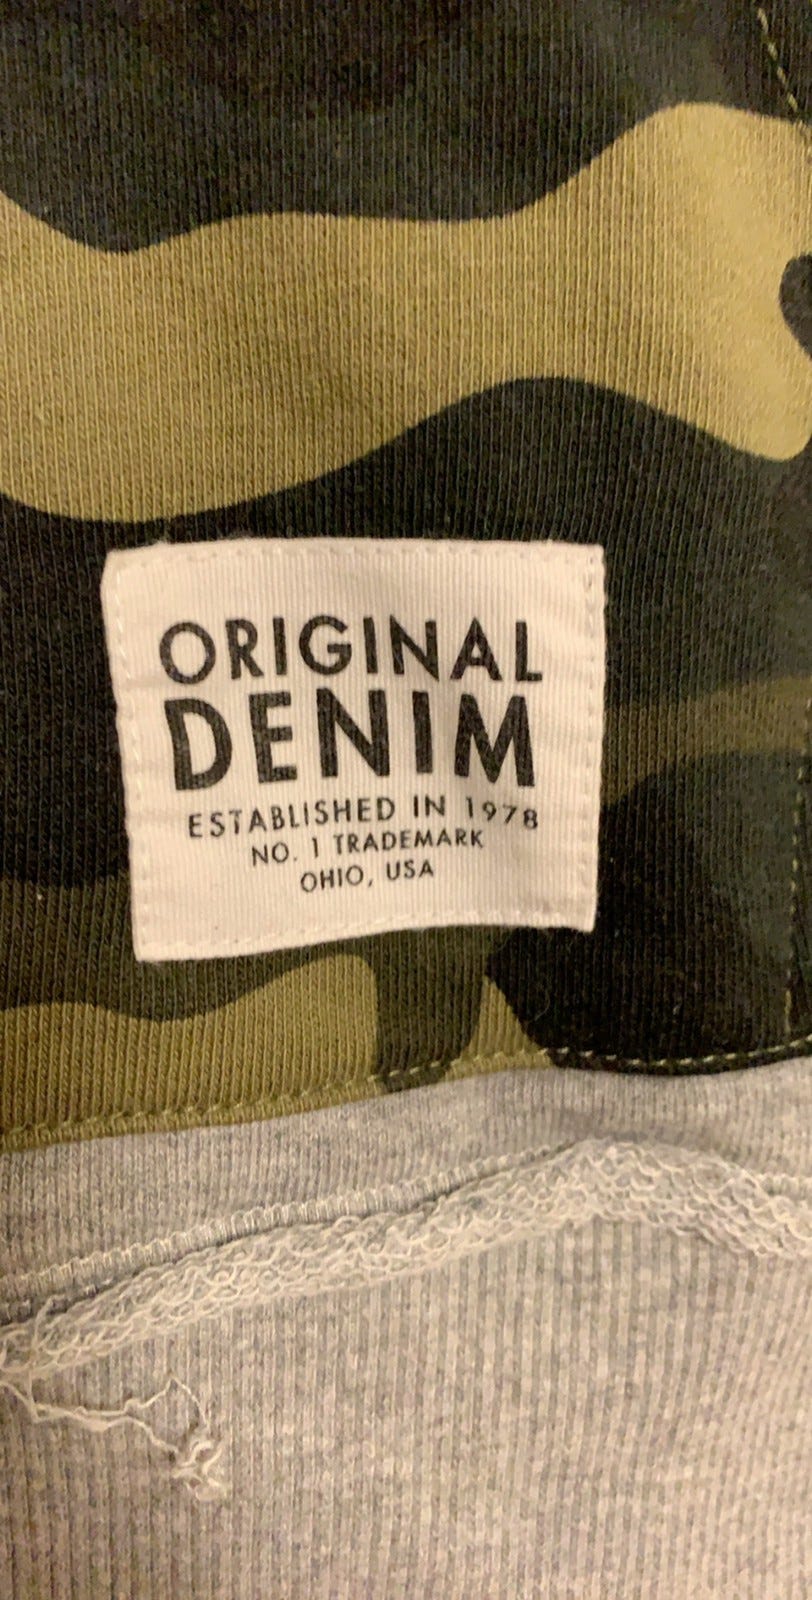 ORIGINAL
DENIM
ESTABLISHED IN 1978
NO. 1 TRADEMARK
OHIO, USA